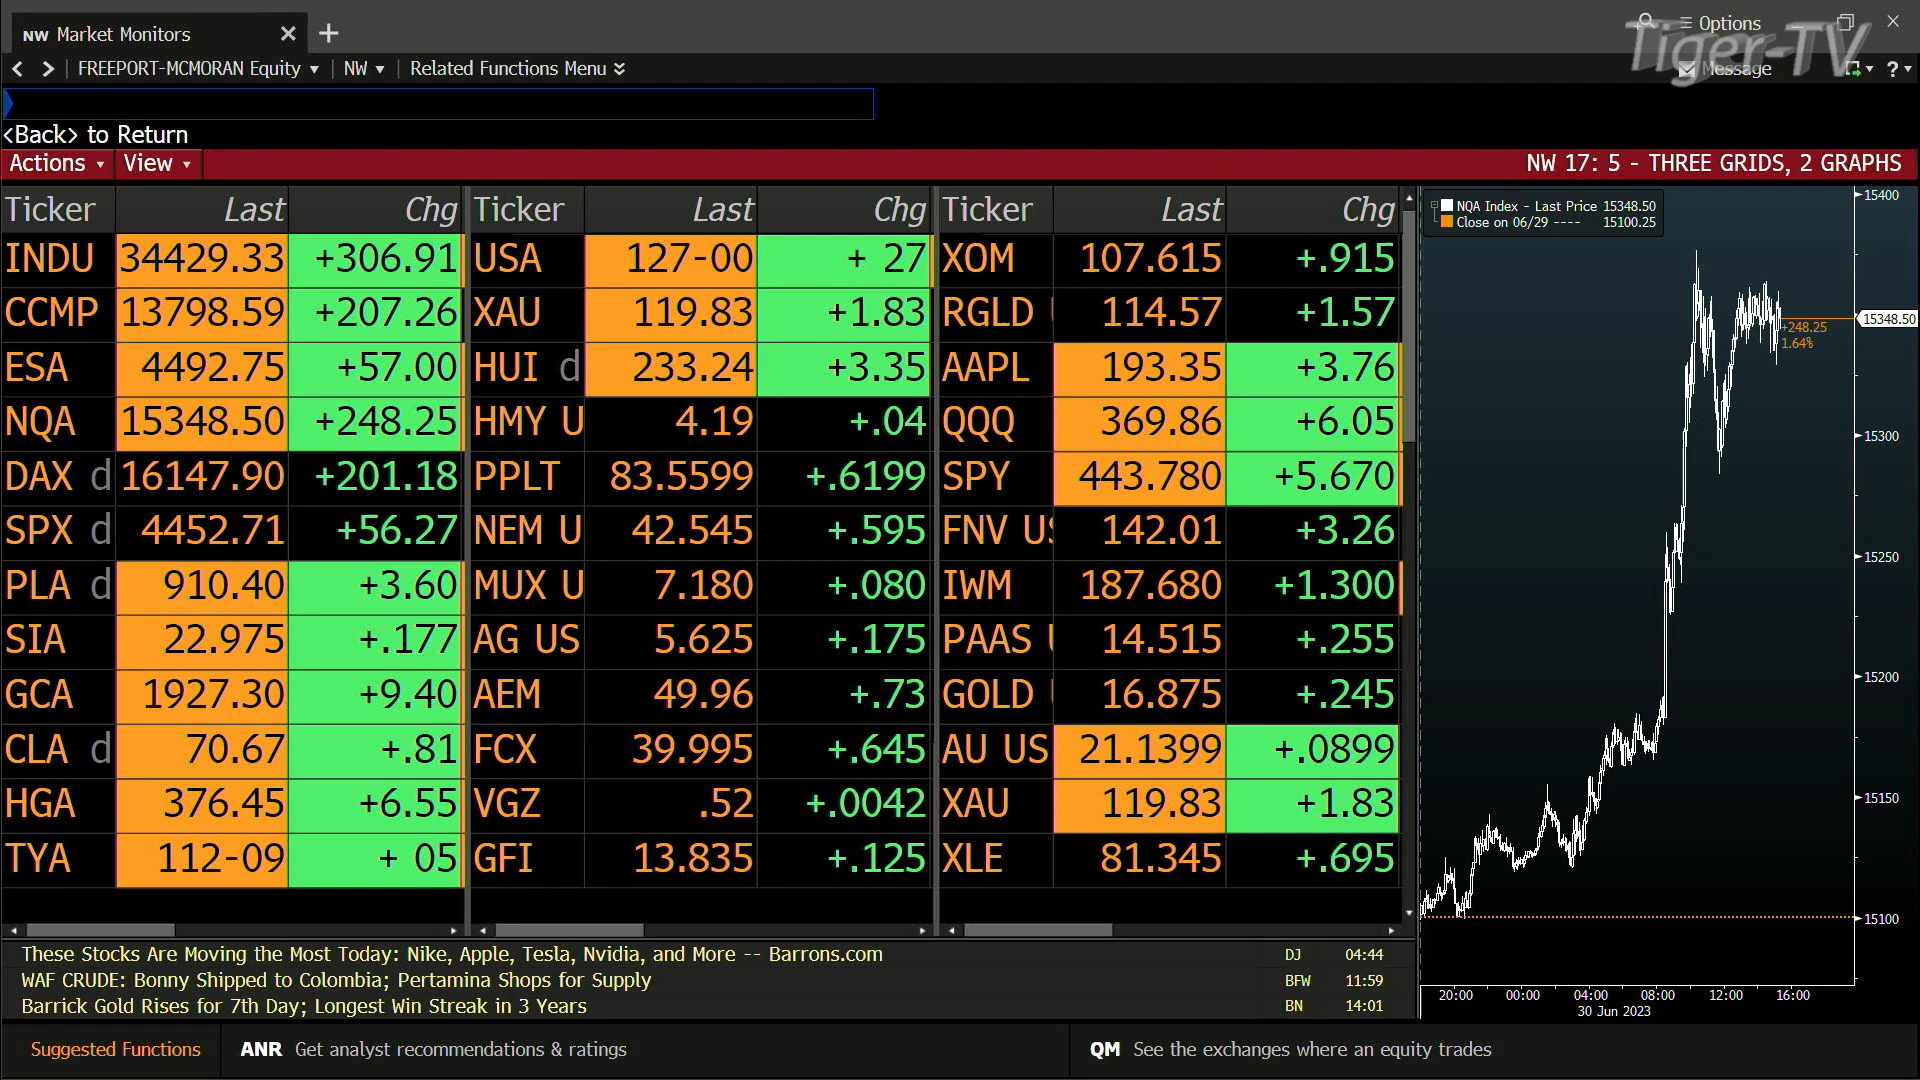 NW Market Monitors
Options
Tiger-TV
FREEPORT-MCMORAN Equity NW Related Functions Menu
Message ?
<Back> to Return
Actions View NW 17: 5 - THREE GRIDS, 2 GRAPHS
Ticker Last Chg Ticker Last Chg Ticker Last Chg
INDU 34429.33 +306.91 USA 127-00 + 27 XOM 107.615 +.915
CCMP 13798.59 +207.26 XAU 119.83 +1.83 RGLD 114.57 +1.57
ESA 4492.75 +57.00 HUI d 233.24 +3.35 AAPL 193.35 +3.76
NQA 15348.50 +248.25 HMY U 4.19 +.04 QQQ 369.86 +6.05
DAX d 16147.90 +201.18 PPLT 83.5599 +.6199 SPY 443.780 +5.670
SPX d 4452.71 +56.27 NEM U 42.545 +.595 FNV US 142.01 +3.26
PLA d 910.40 +3.60 MUX U 7.180 +.080 IWM 187.680 +1.300
SIA 22.975 +.177 AG US 5.625 +.175 PAAS U 14.515 +.255
GCA 1927.30 +9.40 AEM 49.96 +.73 GOLD U 16.875 +.245
CLA d 70.67 +.81 FCX 39.995 +.645 AU US 21.1399 +.0899
HGA 376.45 +6.55 VGZ .52 +.0042 XAU 119.83 +1.83
TYA 112-09 + 05 GFI 13.835 +.125 XLE 81.345 +.695
NQA Index - Last Price 15348.50
Close on 06/29 ---- 15100.25
15400
15348.50
+248.25
1.64%
15300
15250
15200
15150
15100
20:00 00:00 04:00 08:00 12:00 16:00
30 Jun 2023
These Stocks Are Moving the Most Today: Nike, Apple, Tesla, Nvidia, and More -- Barrons.com DJ 04:44
WAF CRUDE: Bonny Shipped to Colombia; Pertamina Shops for Supply BFW 11:59
Barrick Gold Rises for 7th Day; Longest Win Streak in 3 Years BN 14:01
Suggested Functions ANR Get analyst recommendations & ratings QM See the exchanges where an equity trades